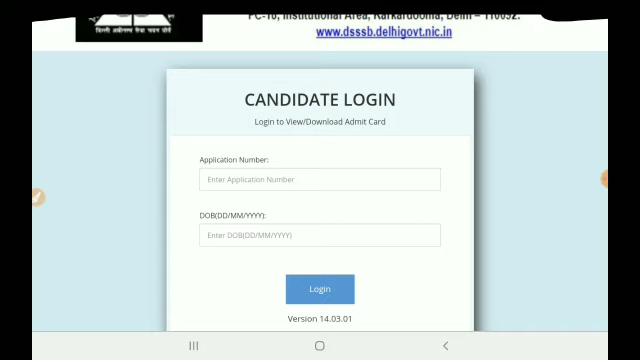 दिल्ली अधीनस्थ सेवा चयन बोर्ड
FC-18, Institutional Area, Karkardooma, Delhi – 110092.
www.dsssb.delhigovt.nic.in
CANDIDATE LOGIN
Login to View/Download Admit Card
Application Number:
Enter Application Number
DOB(DD/MM/YYYY):
Enter DOB(DD/MM/YYYY)
Login
Version 14.03.01